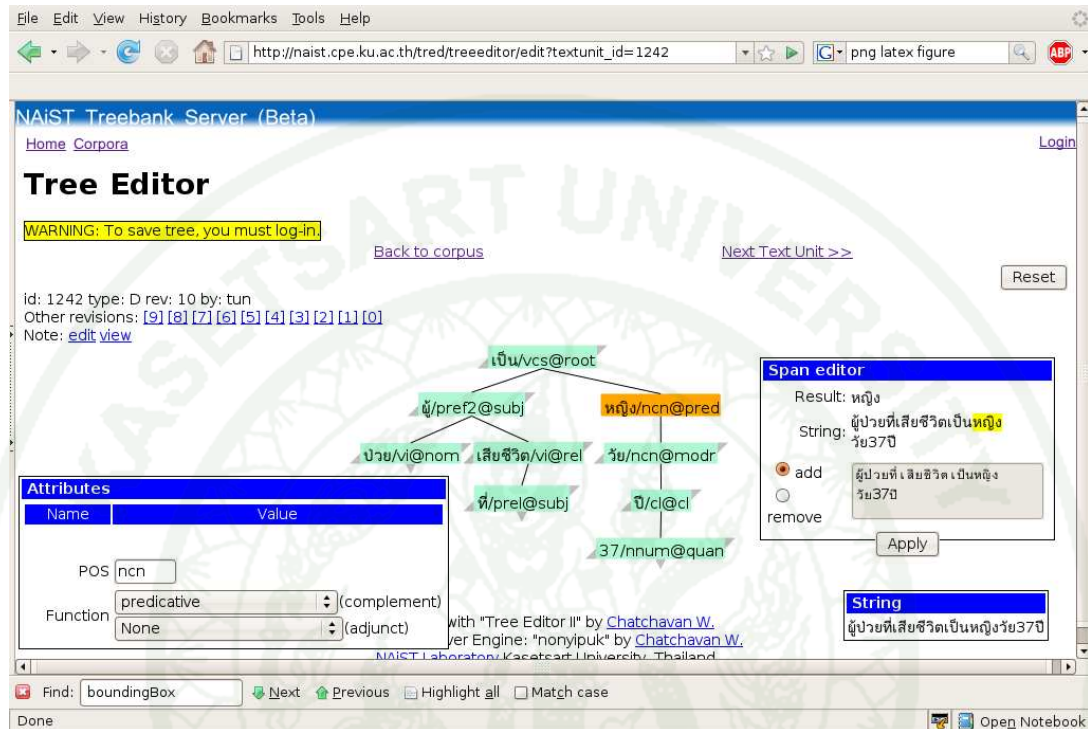 File Edit View History Bookmarks Tools Help
http://naist.cpe.ku.ac.th/tred/treeeditor/edit?textunit_id=1242
G png latex figure
ABP
NAiST Treebank Server (Beta)
Home Corpora
Login
Tree Editor
WARNING: To save tree, you must log-in.
Back to corpus
Next Text Unit >>
Reset
id: 1242 type: D rev: 10 by: tun
Other revisions: [9] [8] [7] [6] [5] [4] [3] [2] [1] [0]
Note: edit view
เป็น/vcs@root
ผู้/pref2@subj
หญิง/ncn@pred
ป่วย/vi@nom
เสียชีวิต/vi@rel
วัย/ncn@modr
ที่/prel@subj
ปี/cl@cl
37/nnum@quan
Span editor
Result: หญิง
String: ผู้ป่วยที่เสียชีวิตเป็นหญิง
วัย37ปี
add
remove
ผู้ป่วยที่เสียชีวิตเป็นหญิง
วัย37ปี
Apply
Attributes
Name Value
POS ncn
Function predicative (complement)
None (adjunct)
with "Tree Editor II" by Chatchavan W.
yer Engine: "nonyipuk" by Chatchavan W.
NAiST Laboratory Kasetsart University, Thailand
String
ผู้ป่วยที่เสียชีวิตเป็นหญิงวัย37ปี
Find: boundingBox Next Previous Highlight all Match case
Done
Open Notebook
KASETSART UNIVERSITY